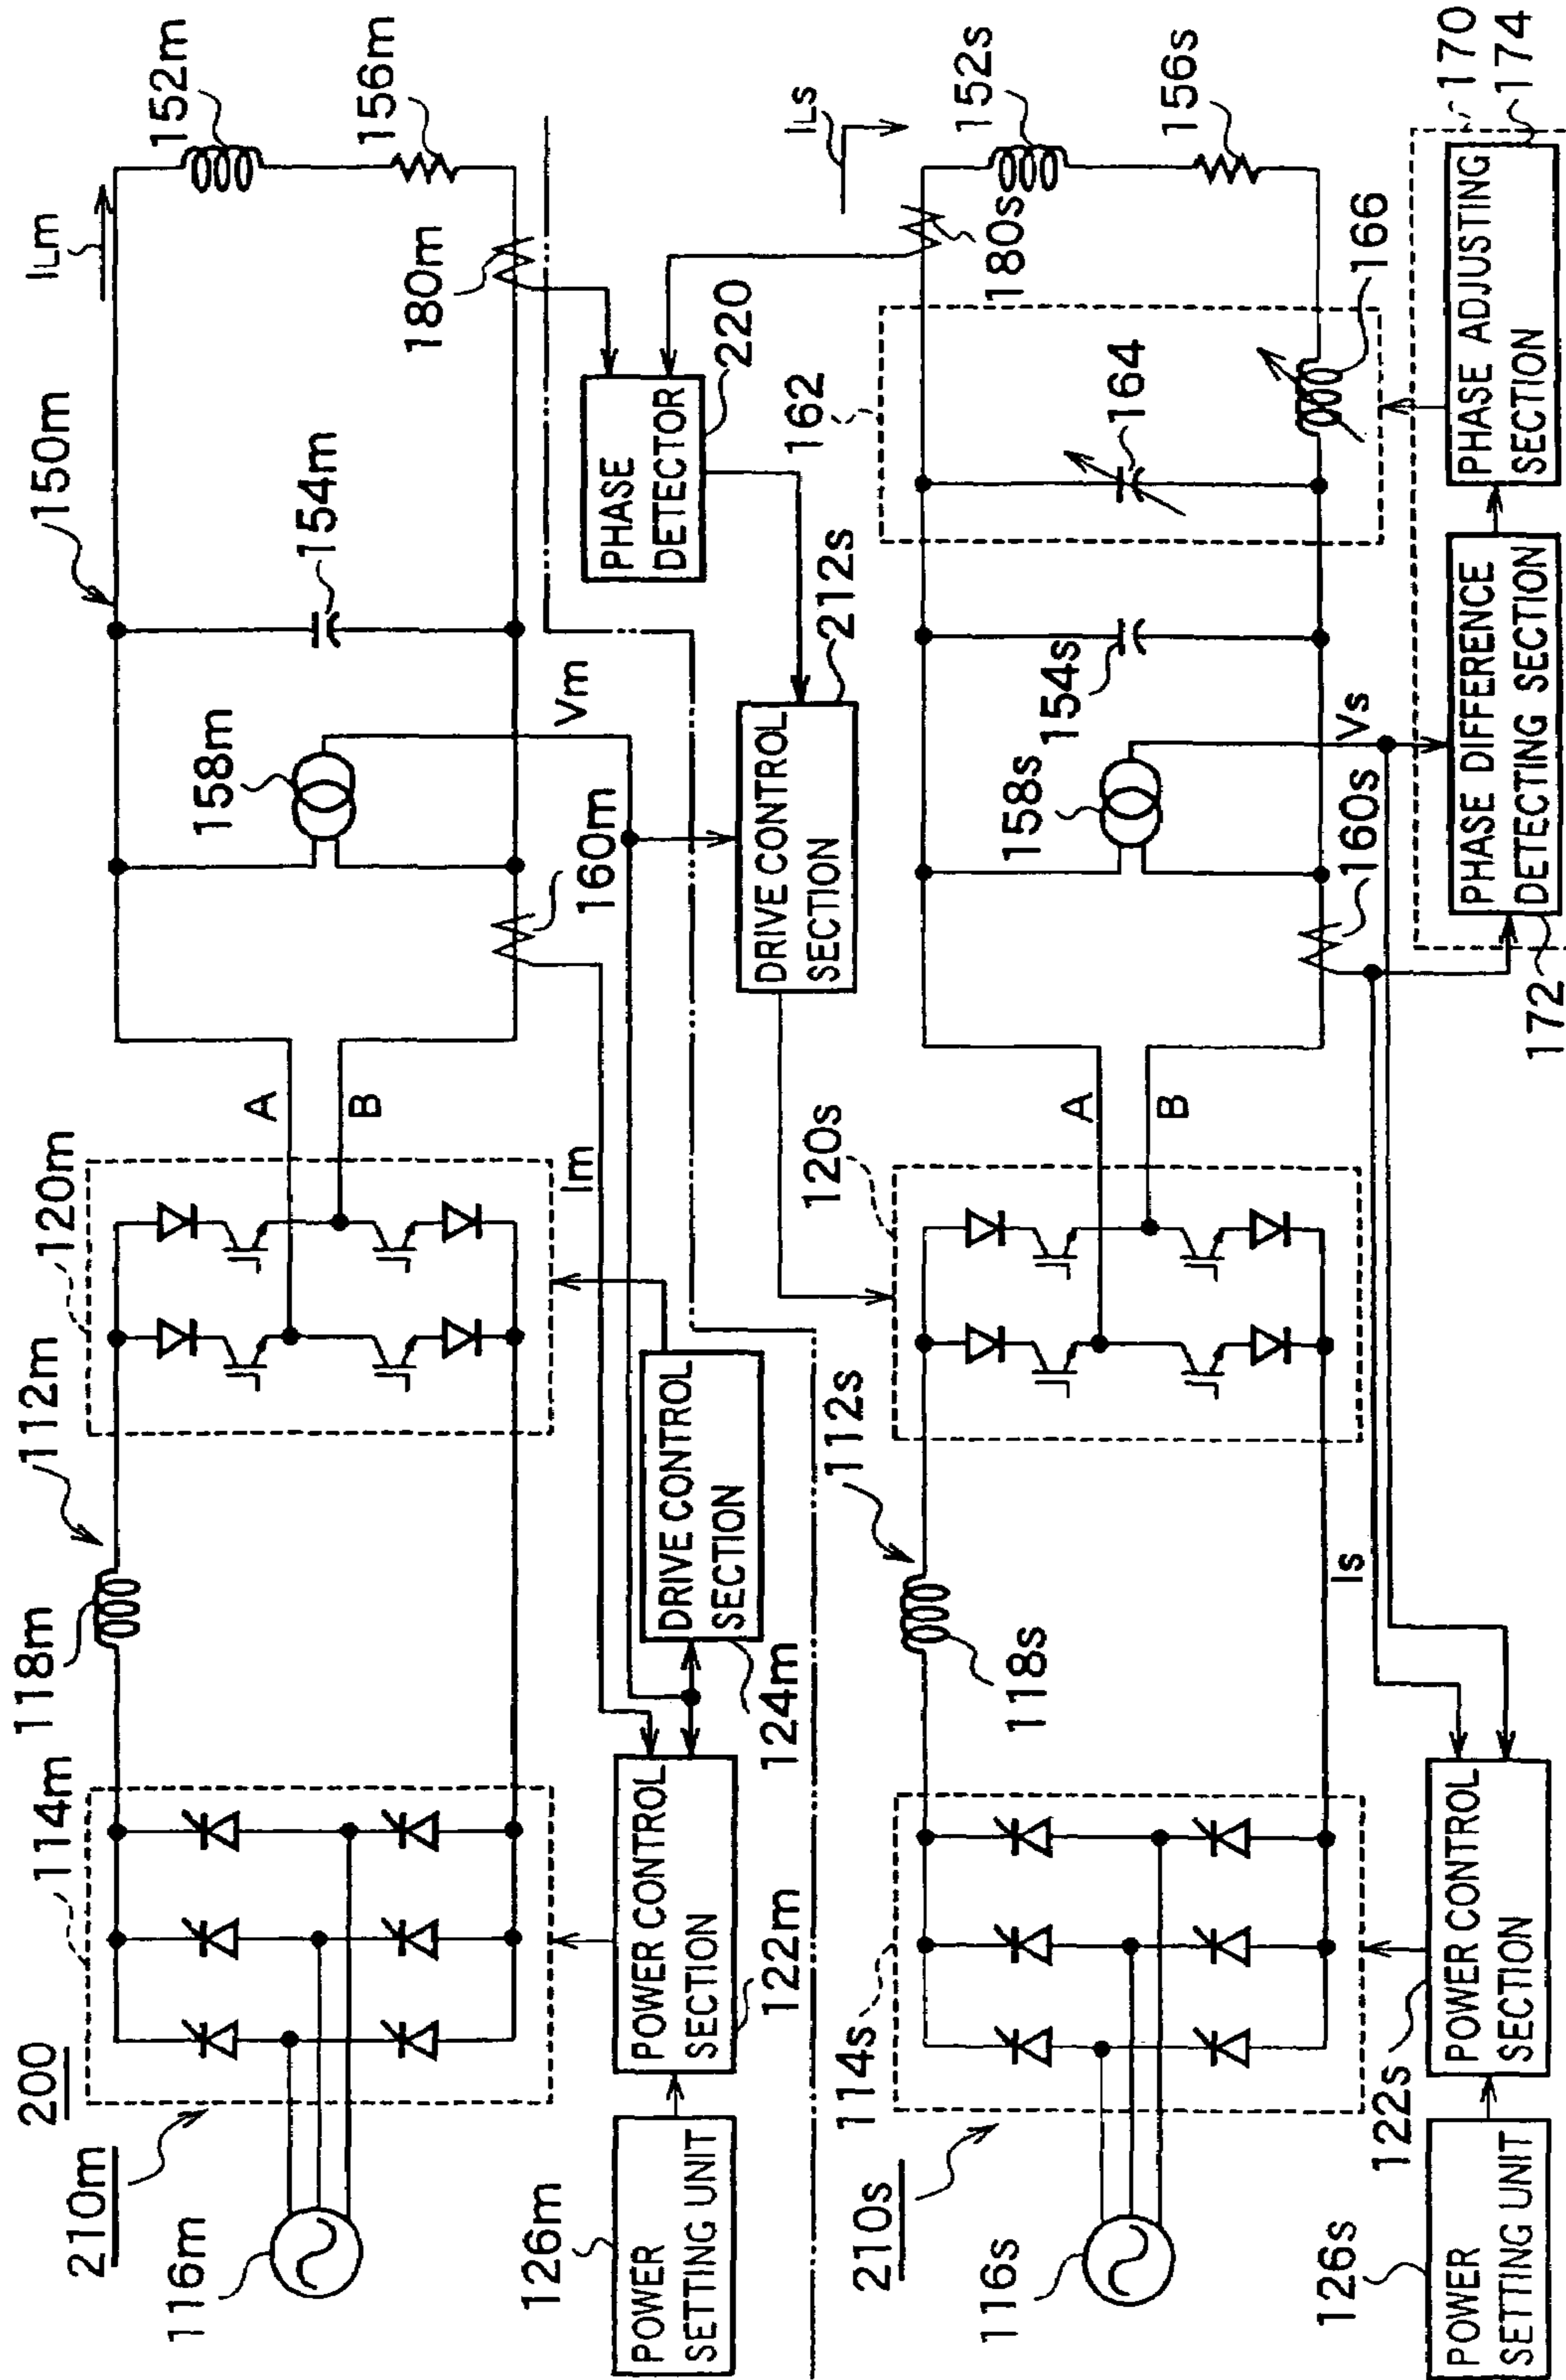 200
210m
114m
118m
112m
120m
150m
ILm
152m
156m
116m
A
B
158m
154m
180m
Vm
160m
Im
126m
POWER
SETTING UNIT
POWER CONTROL
SECTION
122m
124m
DRIVE CONTROL
SECTION
DRIVE CONTROL
SECTION
212s
PHASE
DETECTOR
220
ILs
210s
114s
118s
112s
120s
162
152s
156s
116s
A
B
158s
154s
164
180s
166
Vs
160s
Is
126s
POWER
SETTING UNIT
POWER CONTROL
SECTION
122s
172
PHASE DIFFERENCE
DETECTING SECTION
PHASE ADJUSTING
SECTION
170
174